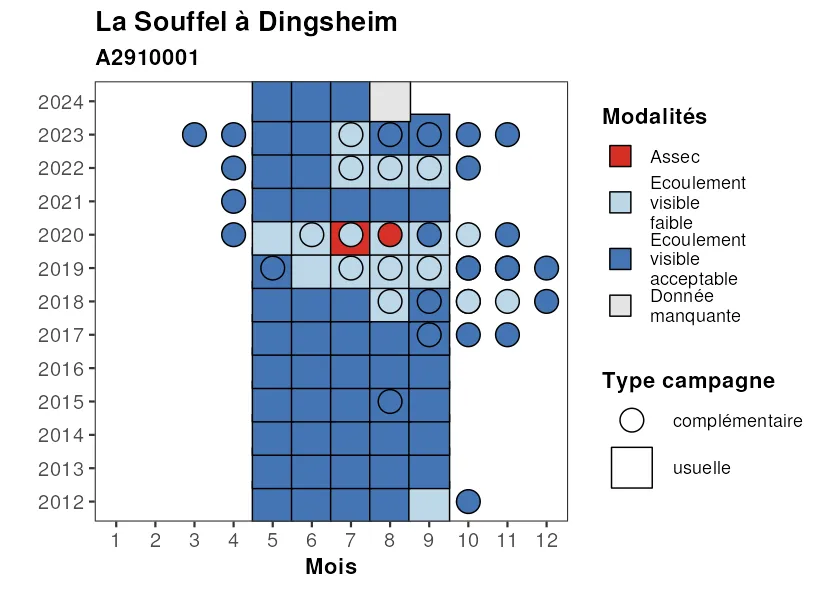 La Souffel à Dingsheim
A2910001
2024
2023
2022
2021
2020
2019
2018
2017
2016
2015
2014
2013
2012
1 2 3 4 5 6 7 8 9 10 11 12
Mois
Modalités
Assec
Ecoulement
visible
faible
Ecoulement
visible
acceptable
Donnée
manquante
Type campagne
complémentaire
usuelle